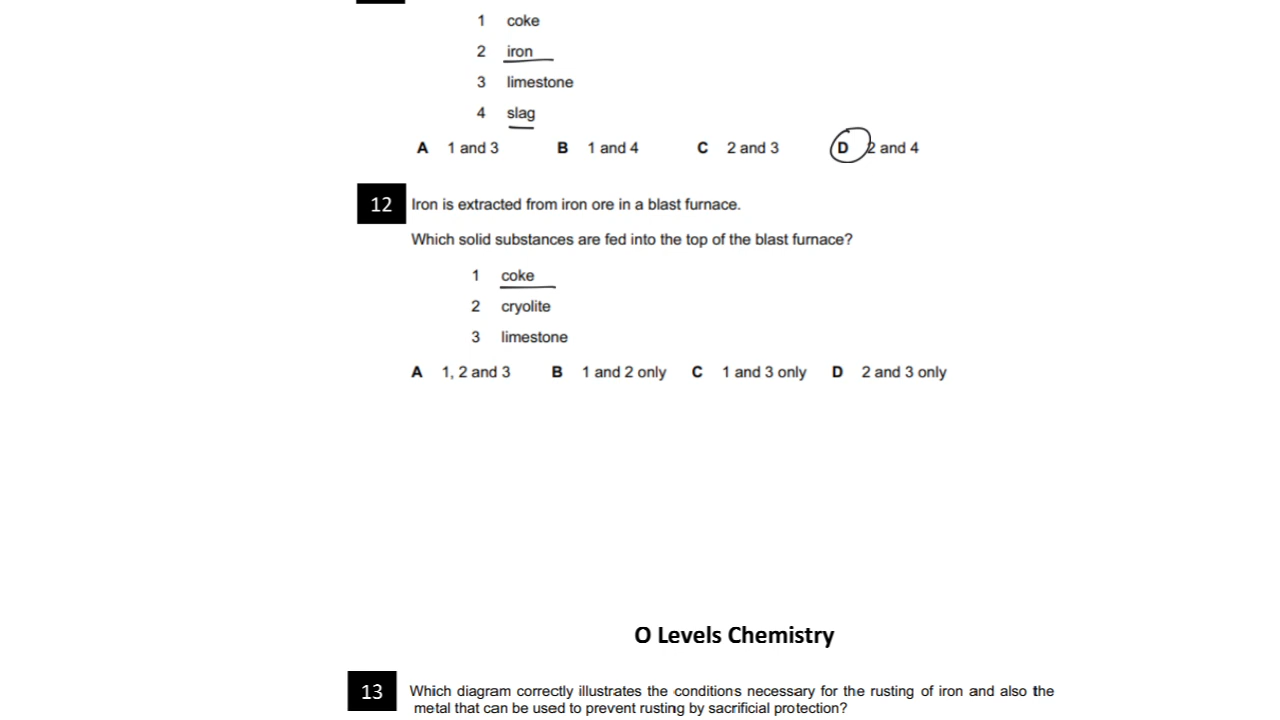 1 coke
2 iron
3 limestone
4 slag
A 1 and 3 B 1 and 4 C 2 and 3 D 2 and 4
12 Iron is extracted from iron ore in a blast furnace.
Which solid substances are fed into the top of the blast furnace?
1 coke
2 cryolite
3 limestone
A 1, 2 and 3 B 1 and 2 only C 1 and 3 only D 2 and 3 only
O Levels Chemistry
13 Which diagram correctly illustrates the conditions necessary for the rusting of iron and also the
metal that can be used to prevent rusting by sacrificial protection?